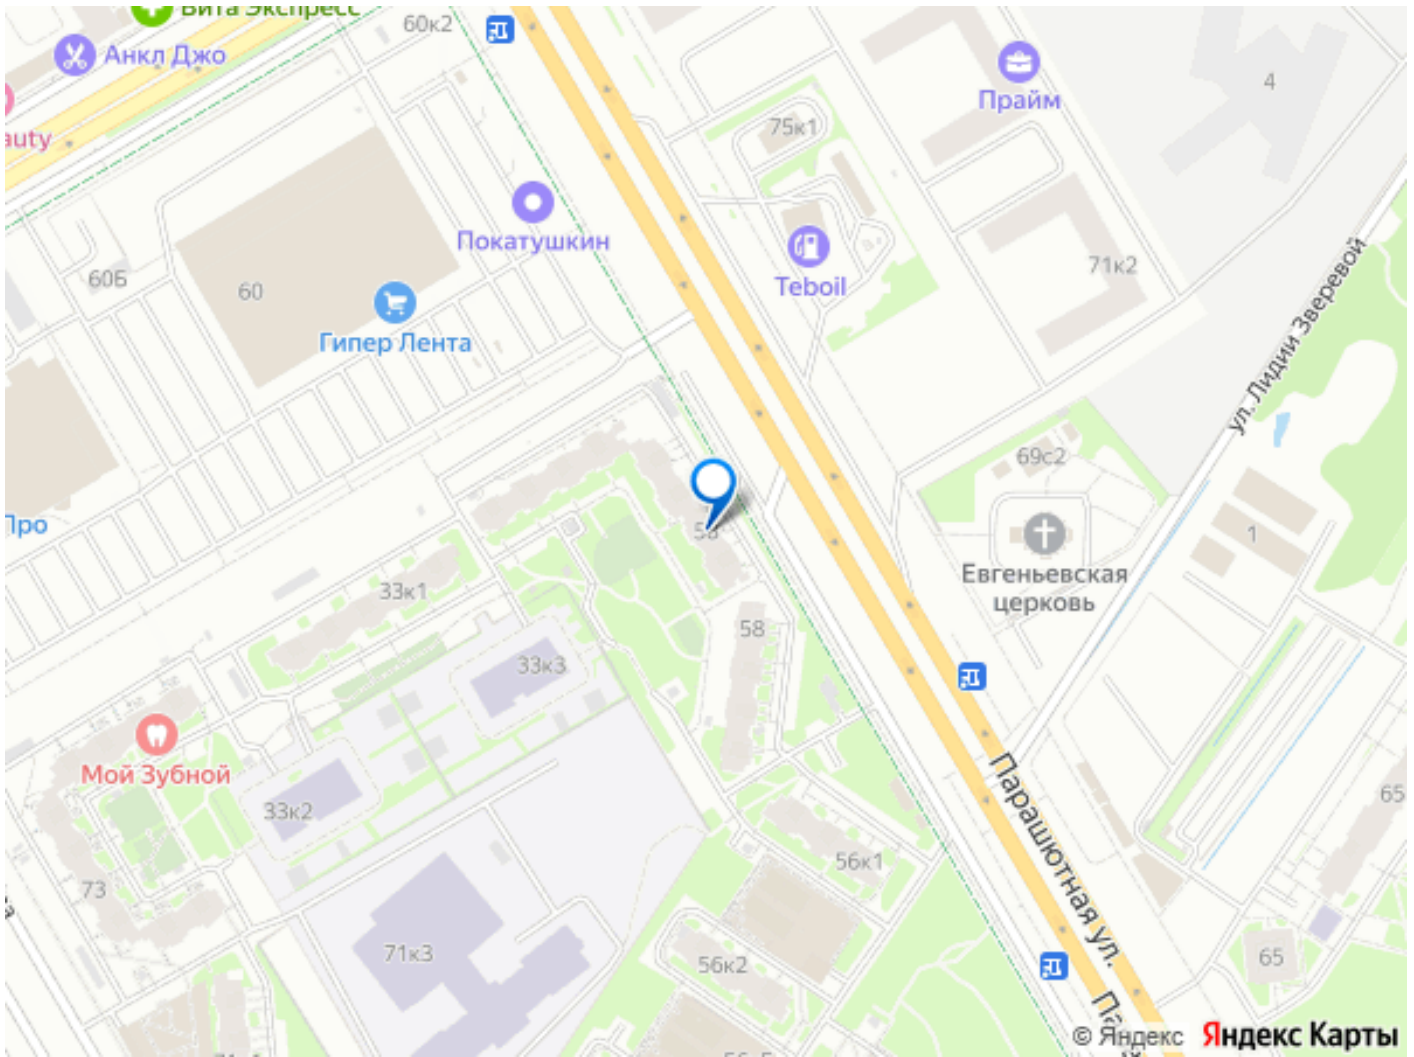 Вита Экспресс
60к2
Анкл Джо
Прайм
4
75к1
auty
Покатушкин
Teboil
71к2
60Б
60
Гипер Лента
ул. Лидии Зверевой
69с2
Про
1
Евгеньевская
церковь
33к1
58
33к3
Мой Зубной
33к2
Парашютная ул.
65
56к1
73
71к3
56к2
65
© Яндекс Яндекс Карты